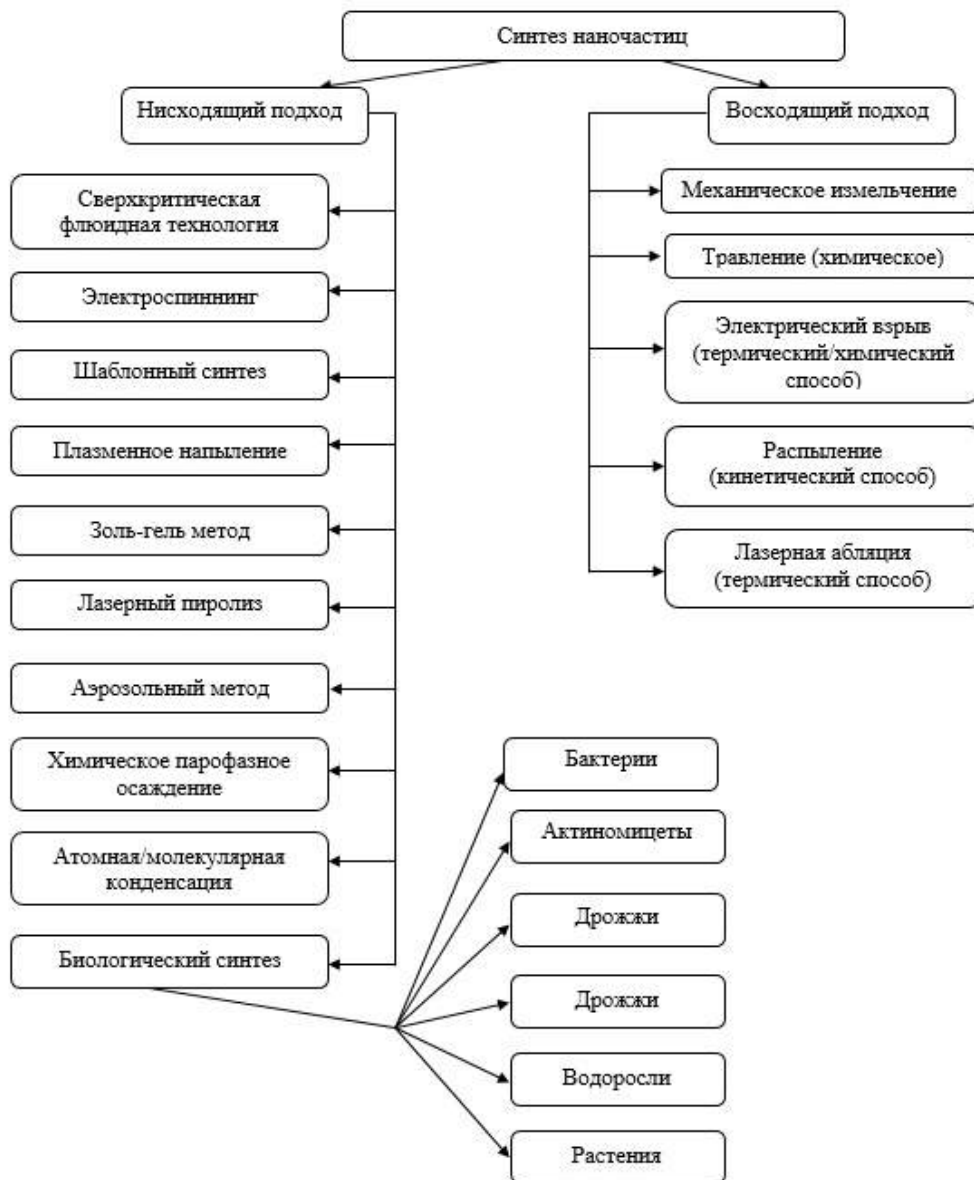 Синтез наночастиц
Нисходящий подход
Сверхкритическая
флюидная технология
Электроспиннинг
Шаблонный синтез
Плазменное напыление
Золь-гель метод
Лазерный пиролиз
Аэрозольный метод
Химическое парофазное
осаждение
Атомная/молекулярная
конденсация
Биологический синтез
Бактерии
Актиномицеты
Дрожжи
Дрожжи
Водоросли
Растения
Восходящий подход
Механическое измельчение
Травление (химическое)
Электрический взрыв
(термический/химический
способ)
Распыление
(кинетический способ)
Лазерная абляция
(термический способ)